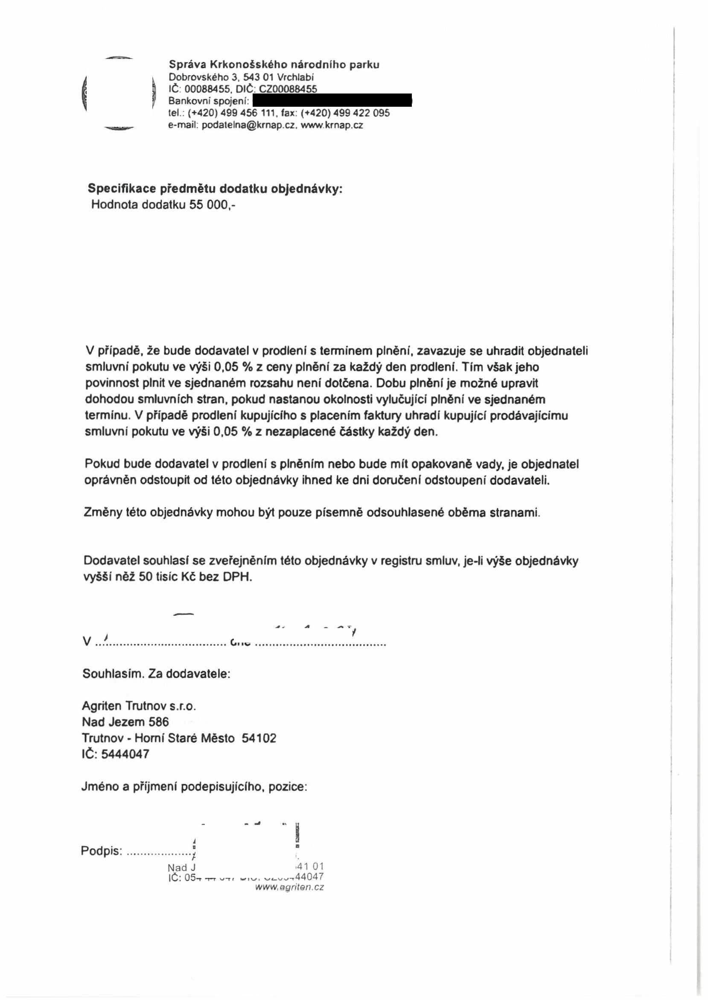 Správa Krkonošského národního parku
Dobrovského 3, 543 01 Vrchlabí
IČ: 00088455, DIČ: CZ00088455
Bankovní spojení:
tel.: (+420) 499 456 111, fax: (+420) 499 422 095
e-mail: podatelna@krnap.cz, www.krnap.cz
Specifikace předmětu dodatku objednávky:
Hodnota dodatku 55 000,-
V případě, že bude dodavatel v prodlení s termínem plnění, zavazuje se uhradit objednateli
smluvní pokutu ve výši 0,05 % z ceny plnění za každý den prodlení. Tím však jeho
povinnost plnit ve sjednaném rozsahu není dotčena. Dobu plnění je možné upravit
dohodou smluvních stran, pokud nastanou okolnosti vylučující plnění ve sjednaném
termínu. V případě prodlení kupujícího s placením faktury uhradí kupující prodávajícímu
smluvní pokutu ve výši 0,05 % z nezaplacené částky každý den.
Pokud bude dodavatel v prodlení s plněním nebo bude mít opakovaně vady, je objednatel
oprávněn odstoupit od této objednávky ihned ke dni doručení odstoupení dodavateli.
Změny této objednávky mohou být pouze písemně odsouhlasené oběma stranami.
Dodavatel souhlasí se zveřejněním této objednávky v registru smluv, je-li výše objednávky
vyšší něž 50 tisíc Kč bez DPH.
V
Souhlasím. Za dodavatele:
Agriten Trutnov s.r.o.
Nad Jezem 586
Trutnov - Horní Staré Město 54102
IČ: 5444047
Jméno a příjmení podepisujícího, pozice:
Podpis:
Nad J 41 01
IČ: 05 44047
www.agriten.cz